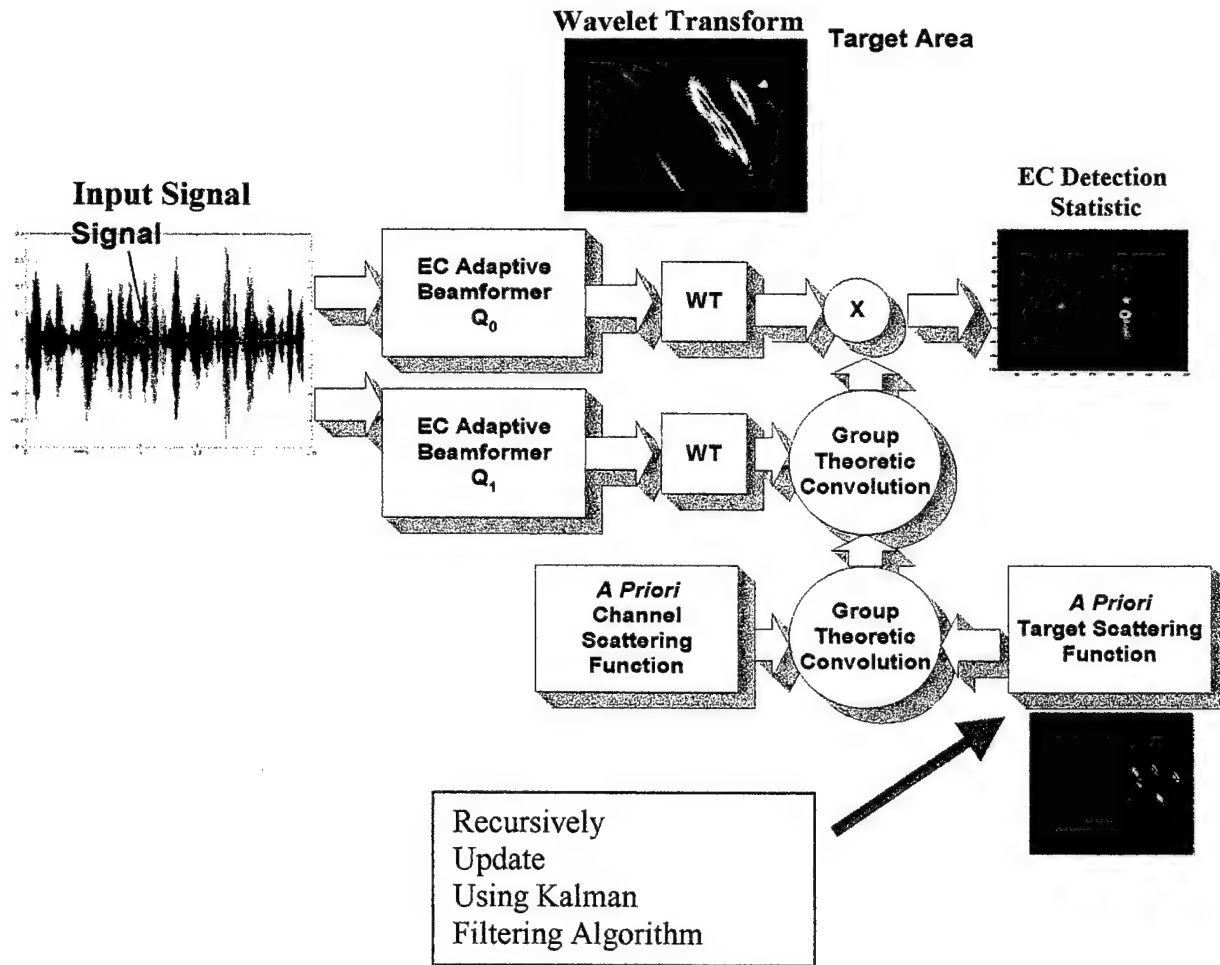 Wavelet Transform
Target Area
Input Signal
Signal
EC Detection
Statistic
EC Adaptive
Beamformer
Q0
WT
X
EC Adaptive
Beamformer
Q1
WT
Group
Theoretic
Convolution
A Priori
Channel
Scattering
Function
Group
Theoretic
Convolution
A Priori
Target Scattering
Function
Recursively
Update
Using Kalman
Filtering Algorithm